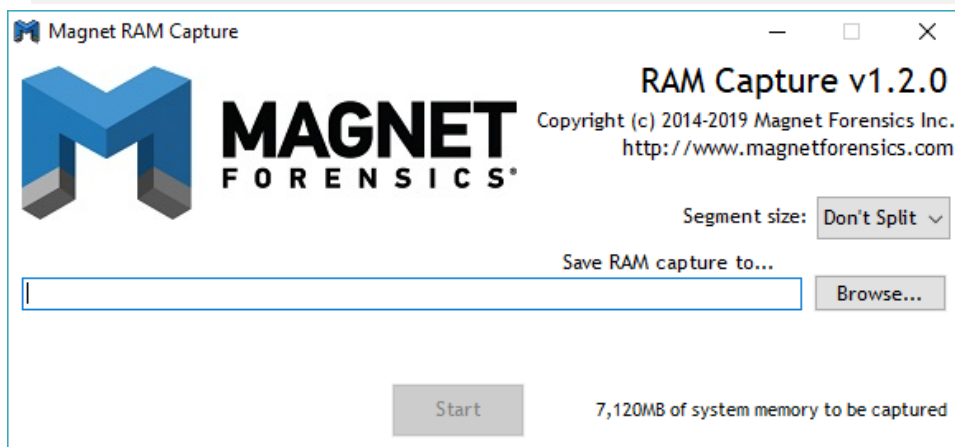 Magnet RAM Capture
RAM Capture v1.2.0
MAGNET
FORENSICS®
Copyright (c) 2014-2019 Magnet Forensics Inc.
http://www.magnetforensics.com
Segment size: Don't Split
Save RAM capture to...
Browse...
Start
7,120MB of system memory to be captured